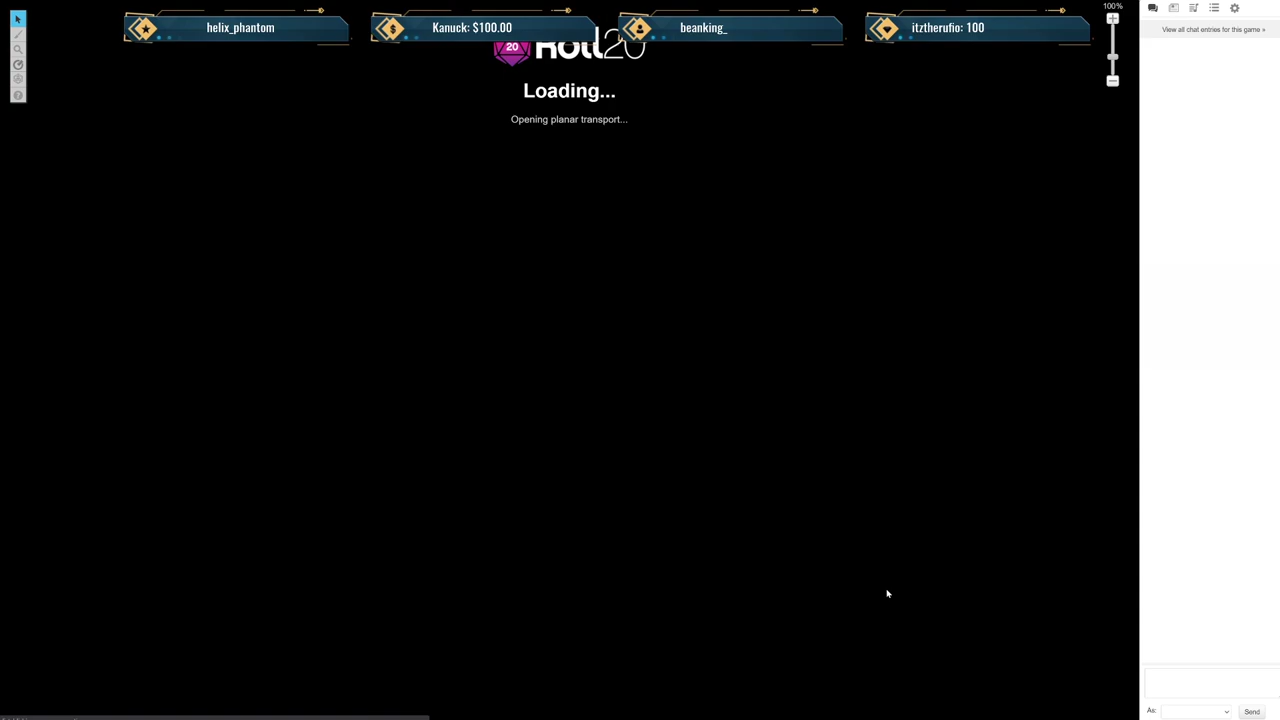 helix_phantom
Kanuck: $100.00
beanking_
itztherufio: 100
100%
20
Roll20
Loading...
Opening planar transport...
View all chat entries for this game »
As:
Send